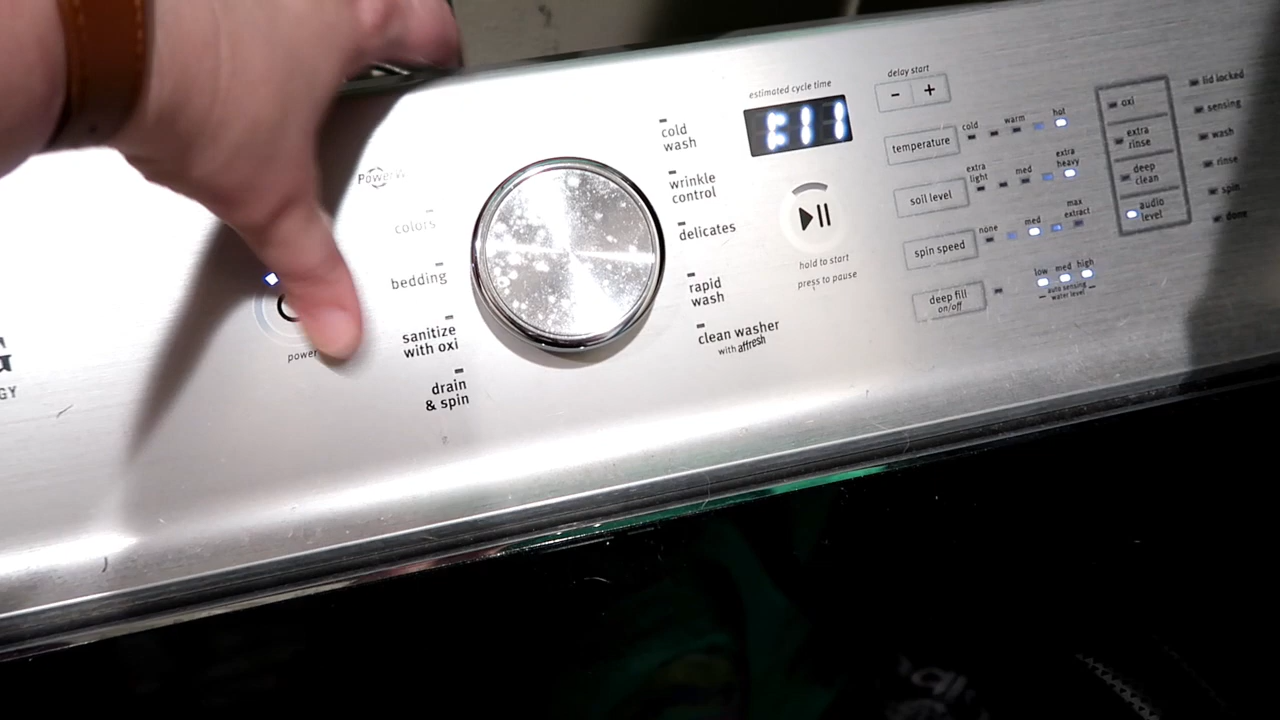 GY
PowerW
colors
bedding
sanitize
with oxi
drain
& spin
power
cold
wash
wrinkle
control
delicates
rapid
wash
clean washer
with affresh
estimated cycle time
hold to start
press to pause
delay start
− +
temperature
cold
warm
hot
soil level
extra
light
med
extra
heavy
spin speed
none
med
max
extract
deep fill
on/off
low med high
auto sensing
water level
oxi
extra
rinse
deep
clean
audio
level
lid locked
sensing
wash
rinse
spin
done